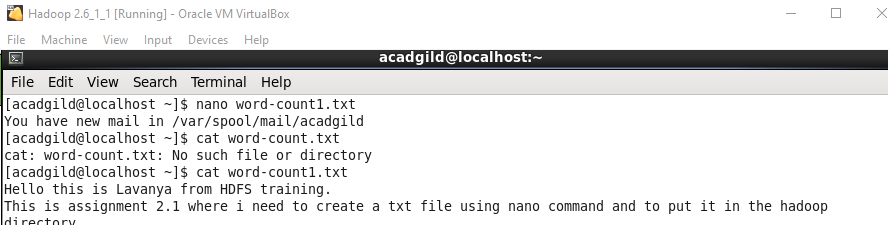 Hadoop 2.6_1_1 [Running] - Oracle VM VirtualBox
File Machine View Input Devices Help
acadgild@localhost:~
File Edit View Search Terminal Help
[acadgild@localhost ~]$ nano word-count1.txt
You have new mail in /var/spool/mail/acadgild
[acadgild@localhost ~]$ cat word-count.txt
cat: word-count.txt: No such file or directory
[acadgild@localhost ~]$ cat word-count1.txt
Hello this is Lavanya from HDFS training.
This is assignment 2.1 where i need to create a txt file using nano command and to put it in the hadoop
directory